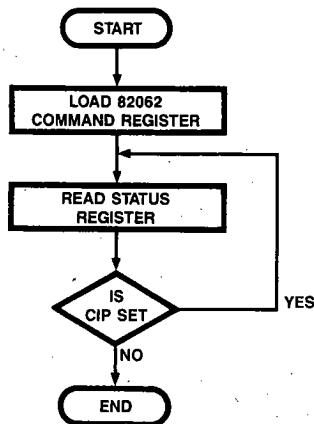 START
LOAD 82062
COMMAND REGISTER
READ STATUS
REGISTER
IS
CIP SET
YES
NO
END